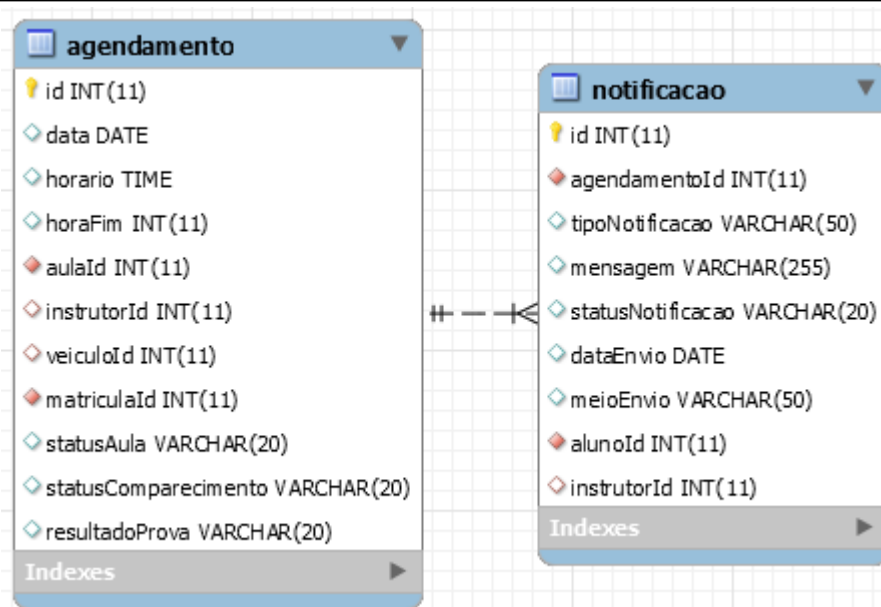 agendamento
id INT(11)
data DATE
horario TIME
horaFim INT(11)
aulaId INT(11)
instrutorId INT(11)
veiculoId INT(11)
matriculaId INT(11)
statusAula VARCHAR(20)
statusComparecimento VARCHAR(20)
resultadoProva VARCHAR(20)
Indexes
notificacao
id INT(11)
agendamentoId INT(11)
tipoNotificacao VARCHAR(50)
mensagem VARCHAR(255)
statusNotificacao VARCHAR(20)
dataEnvio DATE
meioEnvio VARCHAR(50)
alunoId INT(11)
instrutorId INT(11)
Indexes